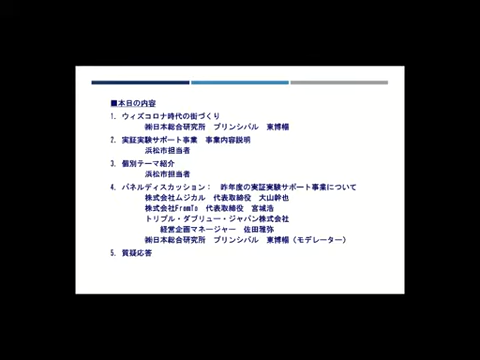 ■本日の内容
1. ウィズコロナ時代の街づくり
㈱日本総合研究所 プリンシパル 東博暢
2. 実証実験サポート事業 事業内容説明
浜松市担当者
3. 個別テーマ紹介
浜松市担当者
4. パネルディスカッション： 昨年度の実証実験サポート事業について
株式会社ムジカル 代表取締役 大山幹也
株式会社FromTo 代表取締役 宮城浩
トリプル・ダブリュー・ジャパン株式会社
経営企画マネージャー 佐田雅弥
㈱日本総合研究所 プリンシパル 東博暢（モデレーター）
5. 質疑応答